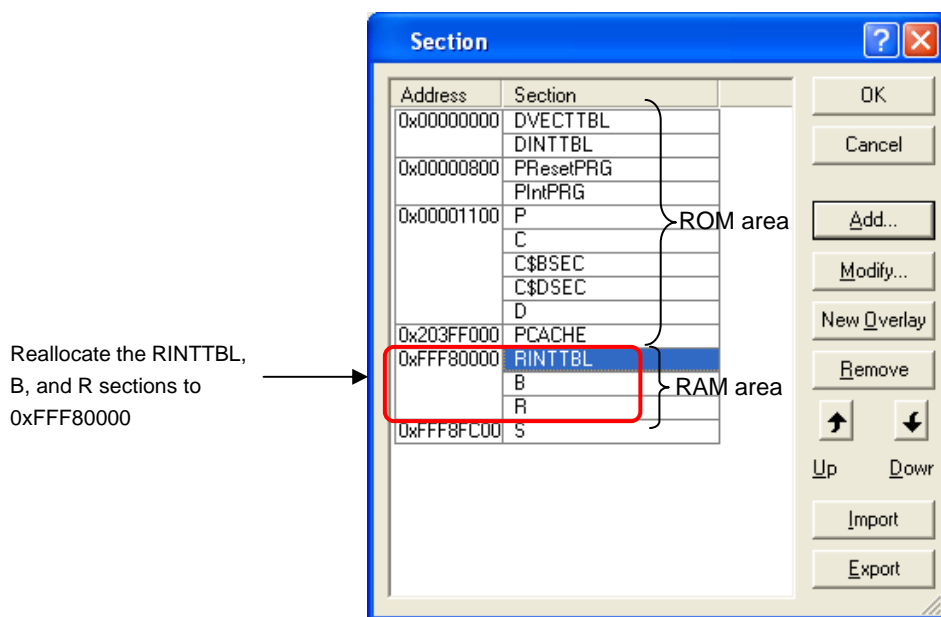 Section
Address Section
OK
0x00000000 DVECTTBL
DINTTBL
Cancel
0x00000800 PResetPRG
PIntPRG
0x00001100 P
ROM area
Add...
C
C$BSEC
Modify...
C$DSEC
D
New Overlay
0x203FF000 PCACHE
Reallocate the RINTTBL,
B, and R sections to
0xFFF80000
0xFFF80000 RINTTBL
Remove
B
RAM area
R
0xFFF8FC00 S
Up Dowr
Import
Export